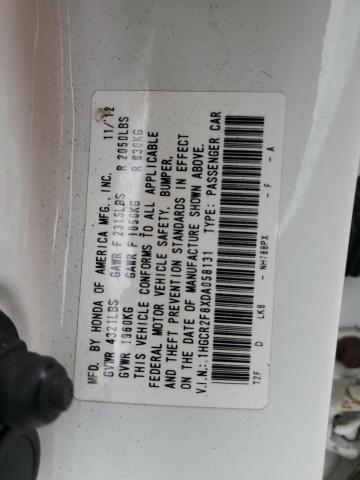 MFD. BY HONDA OF AMERICA MFG., INC. 11/12
GVWR 4321LBS GAWR F 2315LBS R 2050LBS
GVWR 1960KG GAWR F 1050KG R 930KG
THIS VEHICLE CONFORMS TO ALL APPLICABLE
FEDERAL MOTOR VEHICLE SAFETY, BUMPER,
AND THEFT PREVENTION STANDARDS IN EFFECT
ON THE DATE OF MANUFACTURE SHOWN ABOVE.
V.I.N.:1HGCR2F8XDA058131 TYPE: PASSENGER CAR
T2F D LK8 - NH788PX - F - A